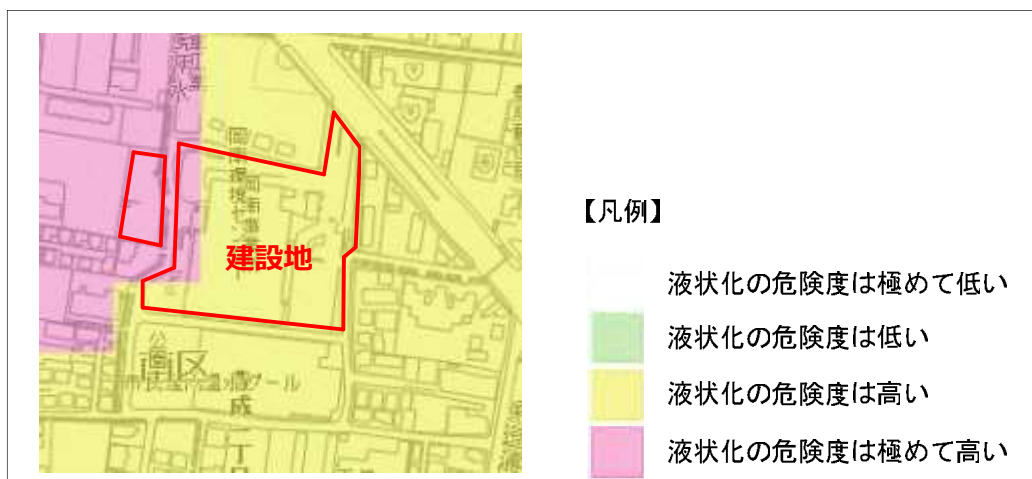 建設地
南区
【凡例】
液状化の危険度は極めて低い
液状化の危険度は低い
液状化の危険度は高い
液状化の危険度は極めて高い